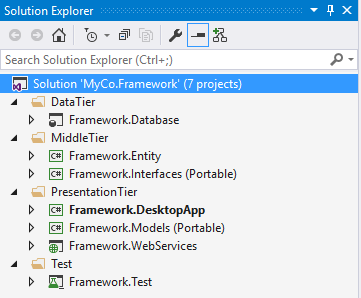 Solution Explorer
Search Solution Explorer (Ctrl+;)
Solution 'MyCo.Framework' (7 projects)
DataTier
Framework.Database
MiddleTier
C# Framework.Entity
C# Framework.Interfaces (Portable)
PresentationTier
C# Framework.DesktopApp
C# Framework.Models (Portable)
Framework.WebServices
Test
Framework.Test